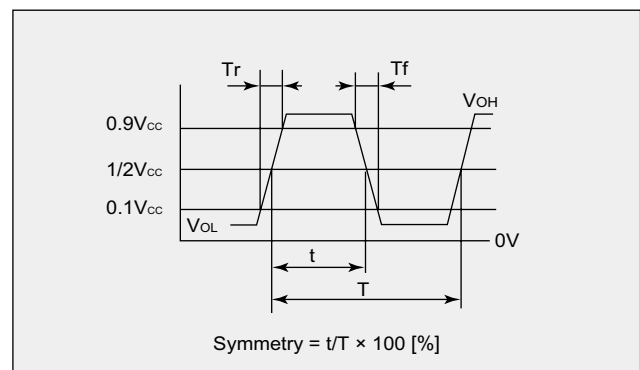 Tr
Tf
VOH
0.9Vcc
1/2Vcc
0.1Vcc
VOL
0V
t
T
Symmetry = t/T × 100 [%]